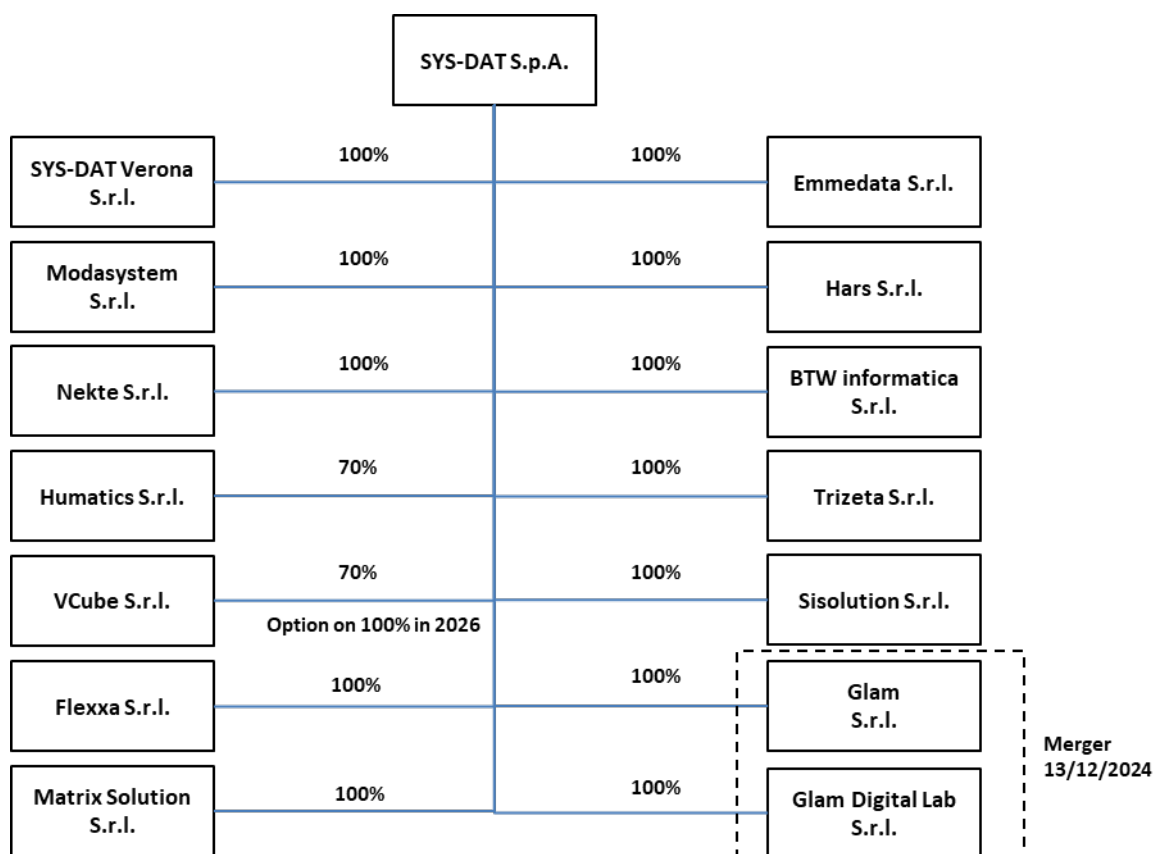 SYS-DAT S.p.A.
SYS-DAT Verona
S.r.l.
100%
100%
Emmedata S.r.l.
Modasystem
S.r.l.
100%
100%
Hars S.r.l.
Nekte S.r.l.
100%
100%
BTW informatica
S.r.l.
Humatics S.r.l.
70%
100%
Trizeta S.r.l.
VCube S.r.l.
70%
Option on 100% in 2026
100%
Sisolution S.r.l.
Flexxa S.r.l.
100%
100%
Glam
S.r.l.
Matrix Solution
S.r.l.
100%
100%
Glam Digital Lab
S.r.l.
Merger
13/12/2024